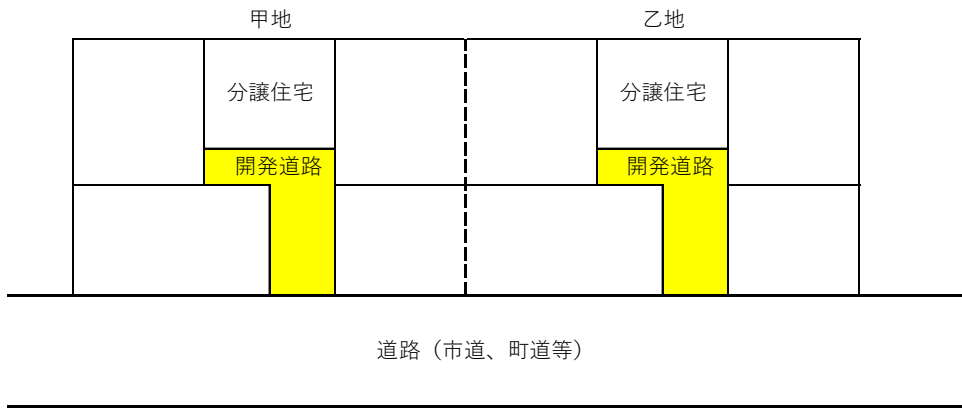 甲地
乙地
分譲住宅
分譲住宅
開発道路
開発道路
道路（市道、町道等）